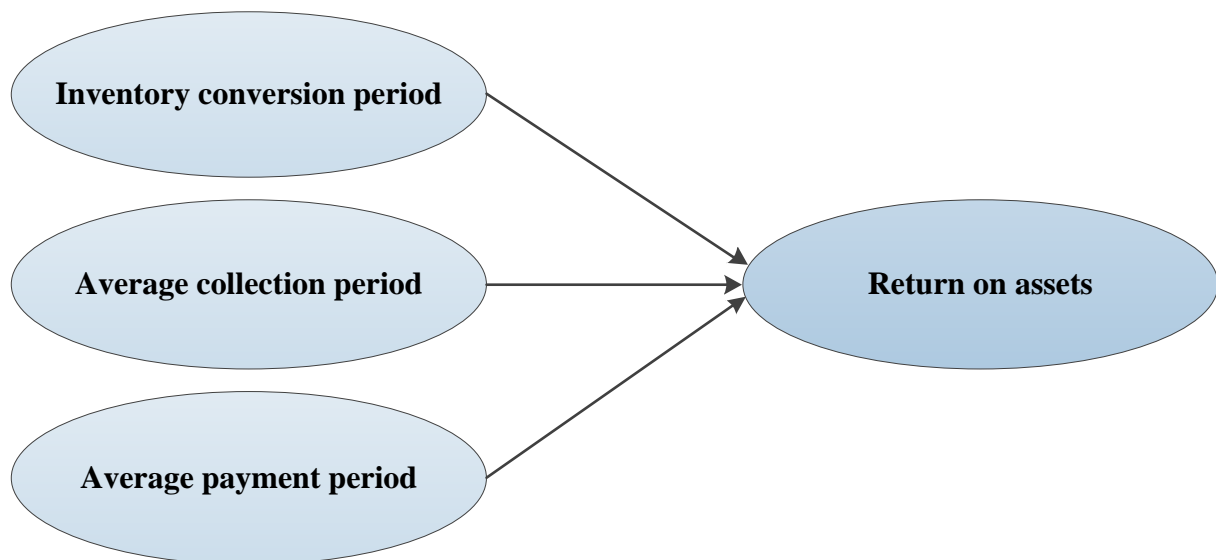 Inventory conversion period
Average collection period
Return on assets
Average payment period